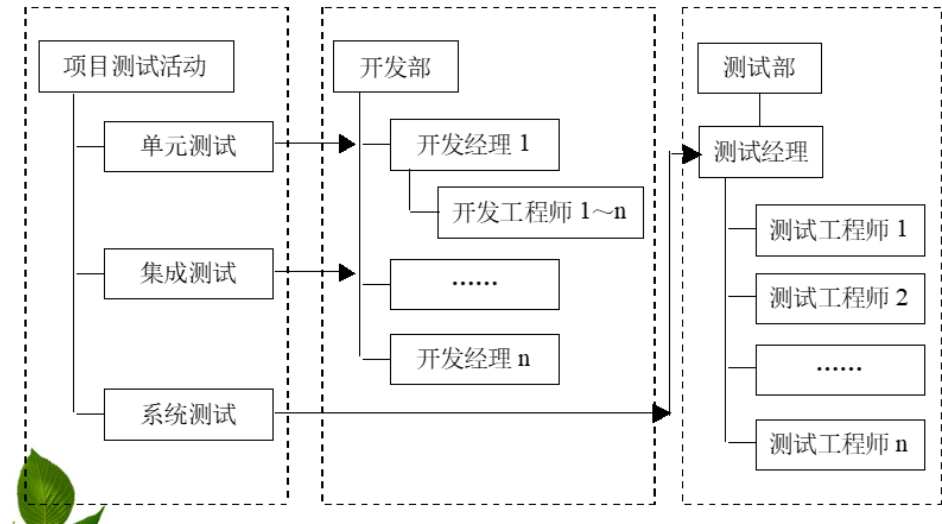 项目测试活动
单元测试
集成测试
系统测试
开发部
开发经理 1
开发工程师 1～n
……
开发经理 n
测试部
测试经理
测试工程师 1
测试工程师 2
……
测试工程师 n